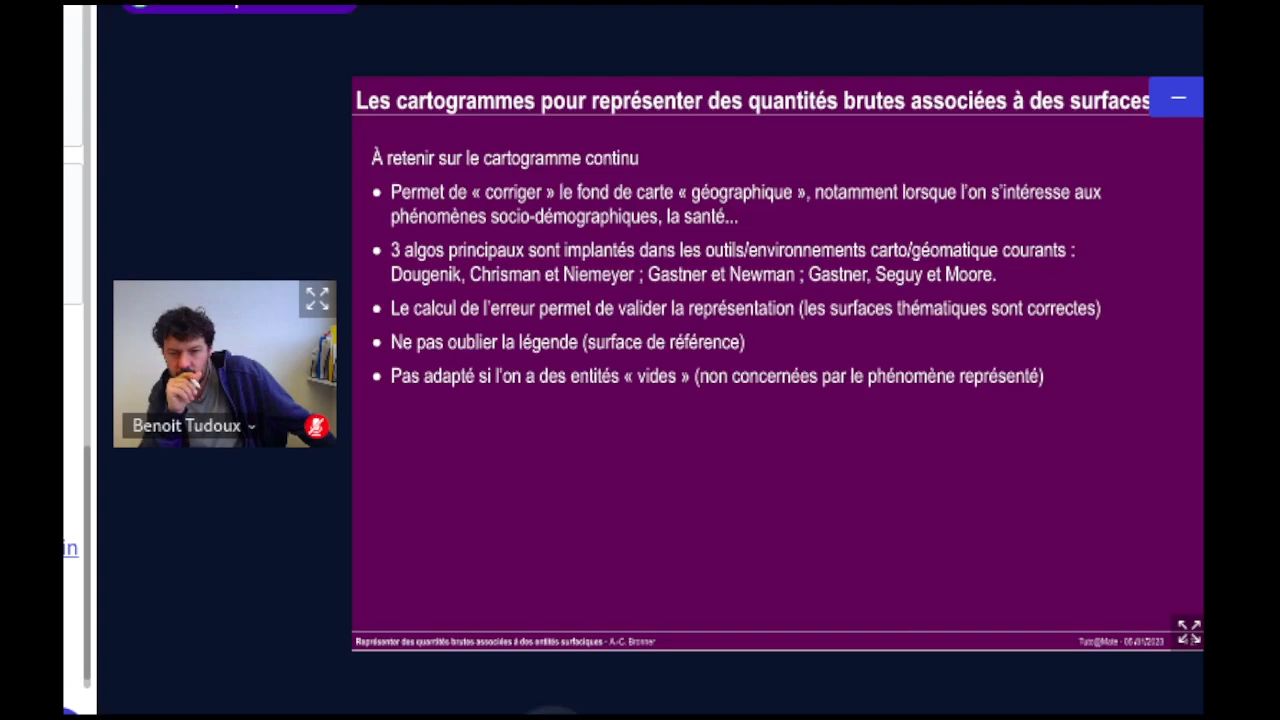 Les cartogrammes pour représenter des quantités brutes associées à des surfaces
À retenir sur le cartogramme continu
• Permet de « corriger » le fond de carte « géographique », notamment lorsque l'on s'intéresse aux
phénomènes socio-démographiques, la santé...
• 3 algos principaux sont implantés dans les outils/environnements carto/géomatique courants :
Dougenik, Chrisman et Niemeyer ; Gastner et Newman ; Gastner, Seguy et Moore.
• Le calcul de l'erreur permet de valider la représentation (les surfaces thématiques sont correctes)
• Ne pas oublier la légende (surface de référence)
• Pas adapté si l'on a des entités « vides » (non concernées par le phénomène représenté)
Benoit Tudoux
in
Représenter des quantités brutes associées à des entités surfaciques - A.-C. Bronner
Tuto@Mate - 05/01/2023